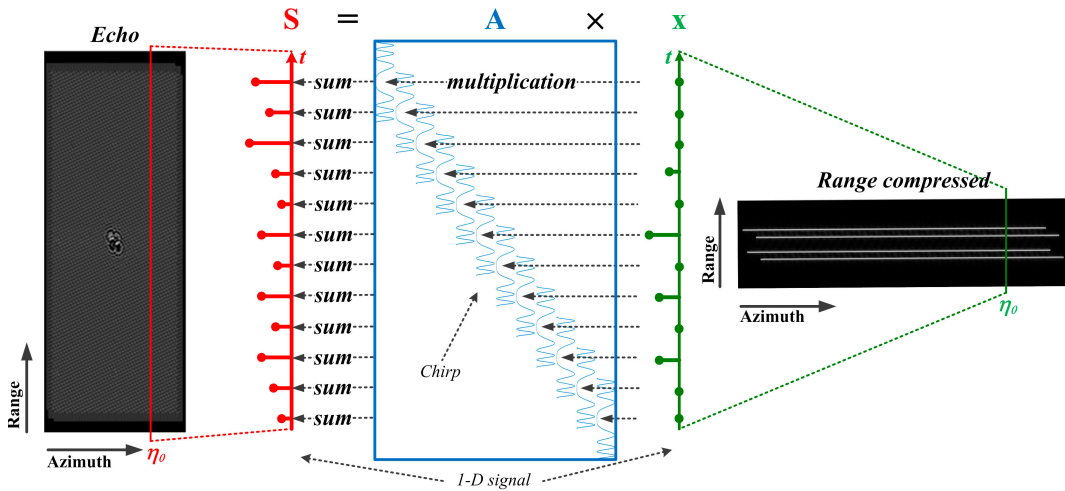 S = A × x
Echo
t
t
sum multiplication
sum
sum
sum
sum
sum
sum
sum
sum
sum
sum
sum
Range compressed
Range
Azimuth
η₀
Chirp
Range
Azimuth
η₀
1-D signal